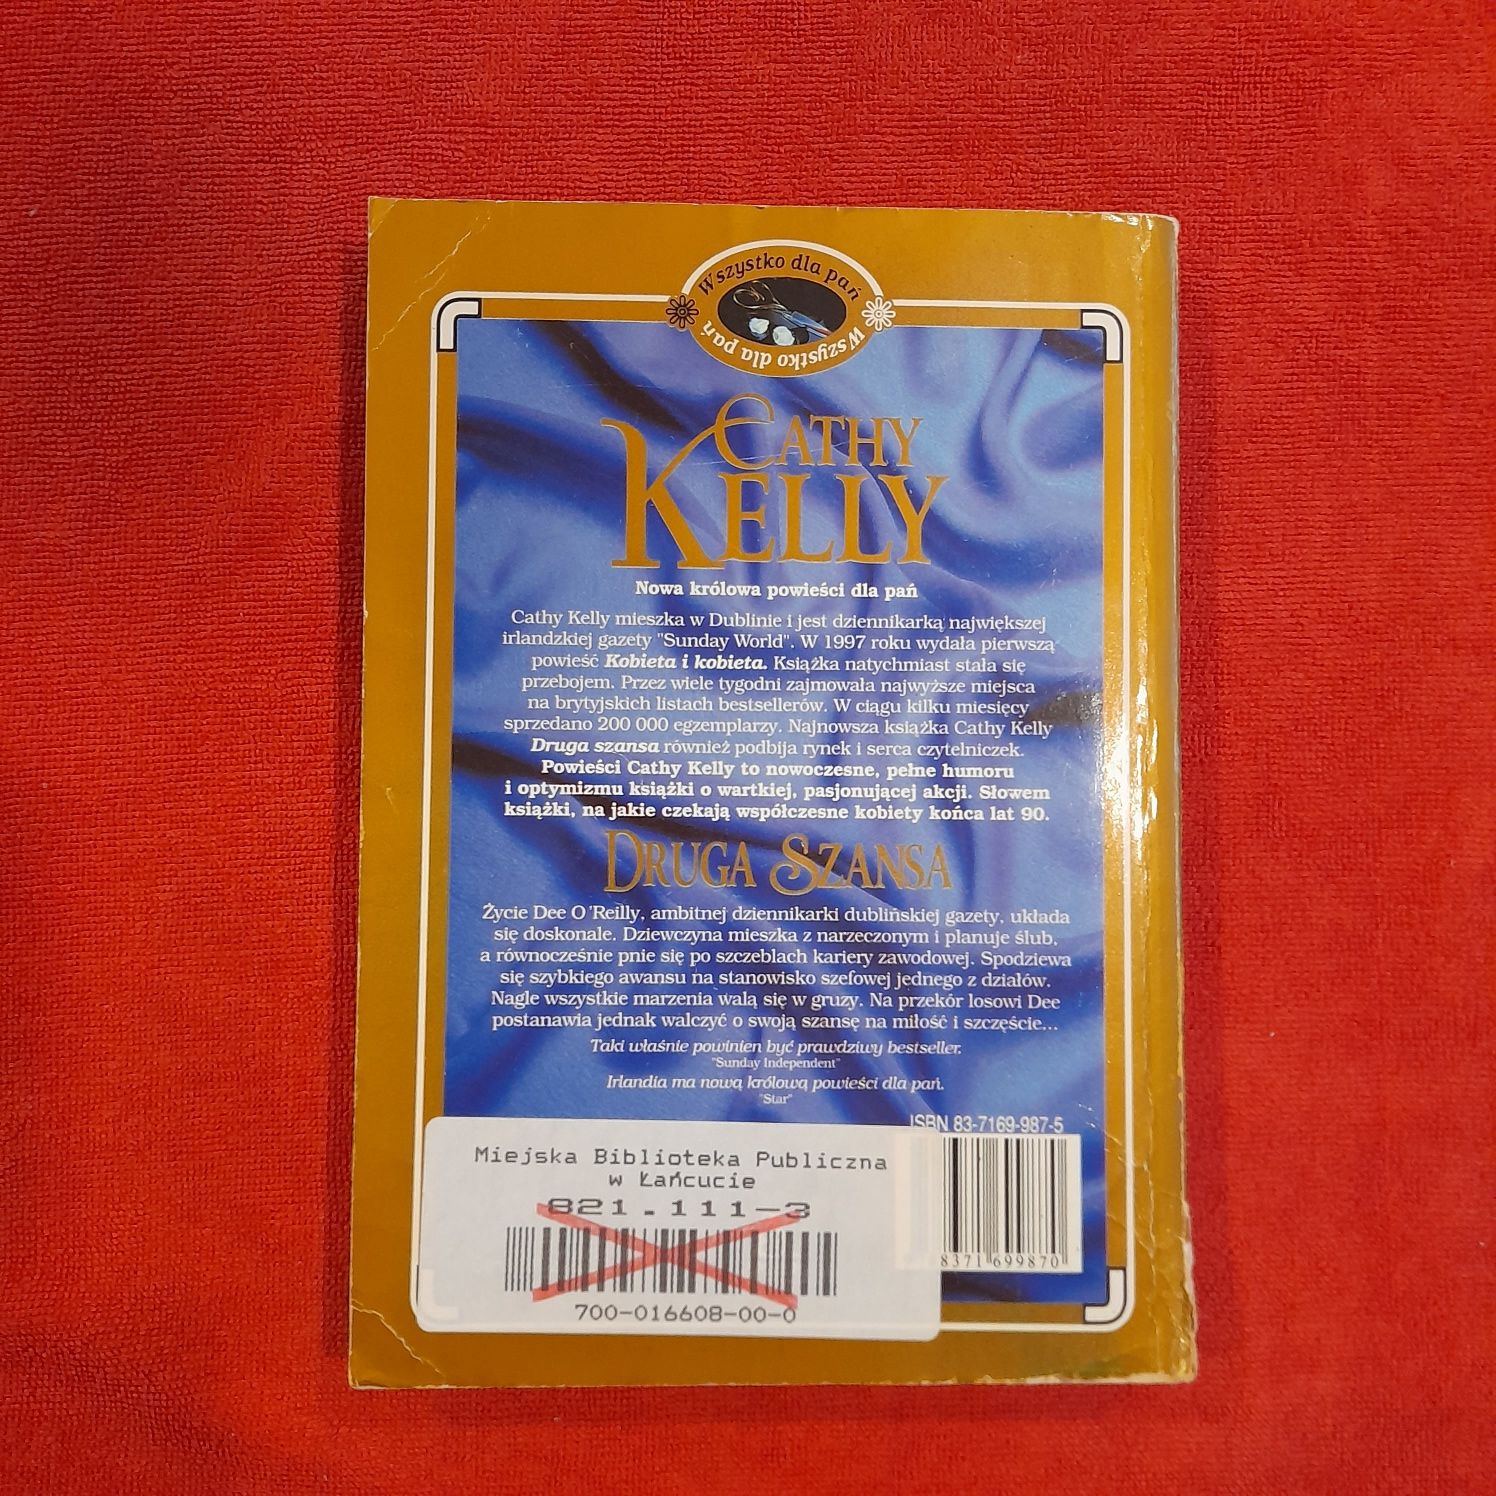 Wszystko dla pań
Wszystko dla pań
CATHY
KELLY
Nowa królowa powieści dla pań
Cathy Kelly mieszka w Dublinie i jest dziennikarką największej
irlandzkiej gazety "Sunday World". W 1997 roku wydała pierwszą
powieść Kobieta i kobieta. Książka natychmiast stała się
przebojem. Przez wiele tygodni zajmowała najwyższe miejsca
na brytyjskich listach bestsellerów. W ciągu kilku miesięcy
sprzedano 200 000 egzemplarzy. Najnowsza książka Cathy Kelly
Druga szansa również podbija rynek i serca czytelniczek.
Powieści Cathy Kelly to nowoczesne, pełne humoru
i optymizmu książki o wartkiej, pasjonującej akcji. Słowem
książki, na jakie czekają współczesne kobiety końca lat 90.
DRUGA SZANSA
Życie Dee O'Reilly, ambitnej dziennikarki dublińskiej gazety, układa
się doskonale. Dziewczyna mieszka z narzeczonym i planuje ślub,
a równocześnie pnie się po szczeblach kariery zawodowej. Spodziewa
się szybkiego awansu na stanowisko szefowej jednego z działów.
Nagle wszystkie marzenia walą się w gruzy. Na przekór losowi Dee
postanawia jednak walczyć o swoją szansę na miłość i szczęście...
Taki właśnie powinien być prawdziwy bestseller.
"Sunday Independent"
Irlandia ma nową królową powieści dla pań.
"Star"
ISBN 83-7169-987-5
Miejska Biblioteka Publiczna
w Łańcucie
821.111-3
700-016608-00-0
8371 699870